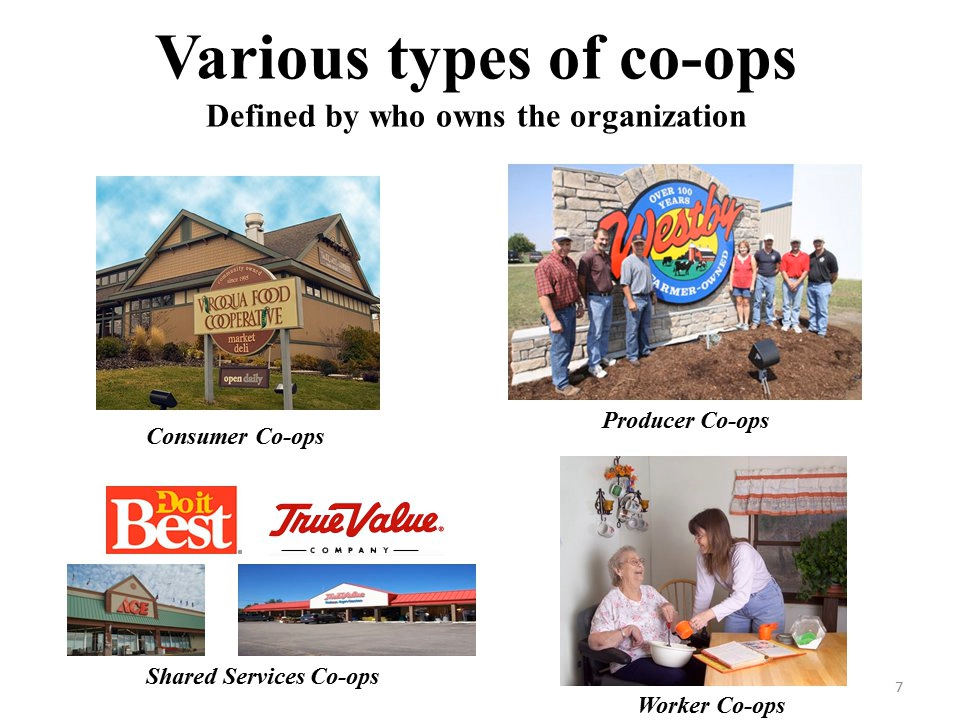 Various types of co-ops
Defined by who owns the organization
community owned
since 1995
VIROQUA FOOD
COOPERATIVE
market
deli
open daily
Consumer Co-ops
OVER 100
YEARS
Westby
FARMER-OWNED
Producer Co-ops
Do it
Best
True Value
COMPANY
ACE
True Value
Shared Services Co-ops
Worker Co-ops
7